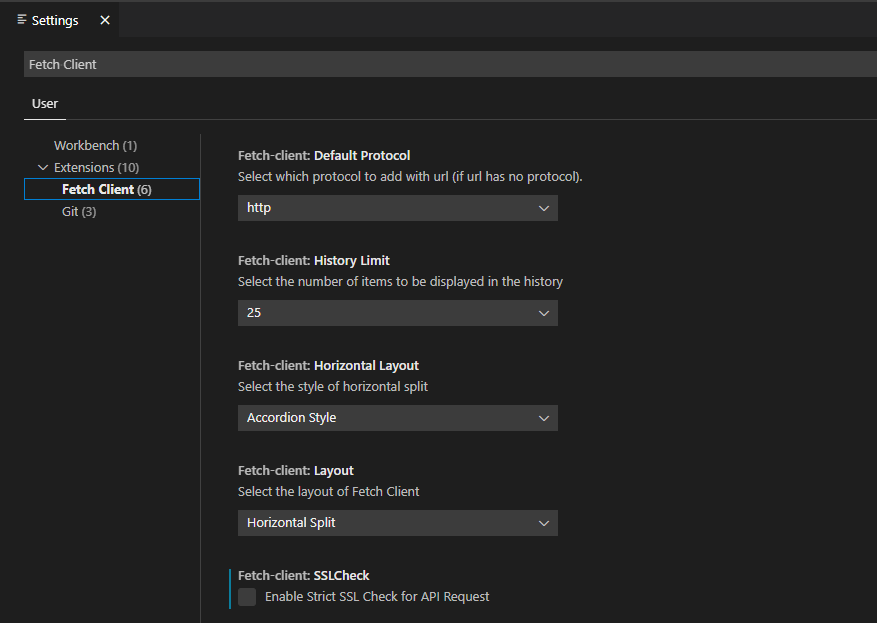 Settings
Fetch Client
User
Workbench (1)
Extensions (10)
Fetch Client (6)
Git (3)
Fetch-client: Default Protocol
Select which protocol to add with url (if url has no protocol).
http
Fetch-client: History Limit
Select the number of items to be displayed in the history
25
Fetch-client: Horizontal Layout
Select the style of horizontal split
Accordion Style
Fetch-client: Layout
Select the layout of Fetch Client
Horizontal Split
Fetch-client: SSLCheck
Enable Strict SSL Check for API Request